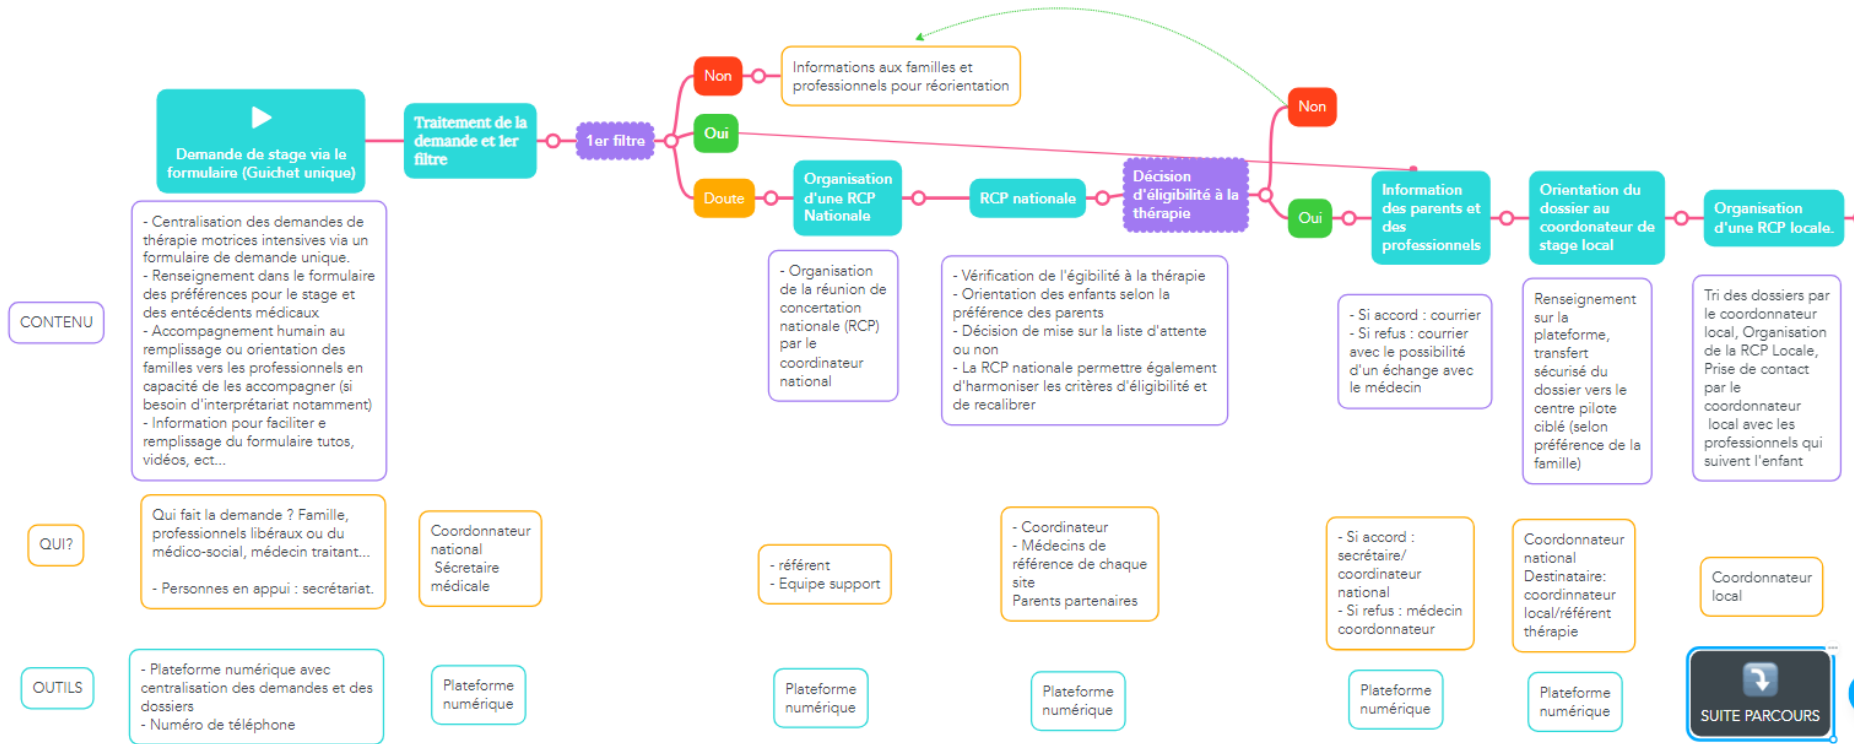 Demande de stage via le
formulaire (Guichet unique)
Traitement de la
demande et 1er
filtre
1er filtre
Non
Informations aux familles et
professionnels pour réorientation
Oui
Doute
Organisation
d'une RCP
Nationale
RCP nationale
Décision
d'éligibilité à la
thérapie
Non
Oui
Information
des parents et
des
professionnels
Orientation du
dossier au
coordonateur de
stage local
Organisation
d'une RCP locale.
CONTENU
- Centralisation des demandes de
thérapie motrices intensives via un
formulaire de demande unique.
- Renseignement dans le formulaire
des préférences pour le stage et
des entécédents médicaux
- Accompagnement humain au
remplissage ou orientation des
familles vers les professionnels en
capacité de les accompagner (si
besoin d'interprétariat notamment)
- Information pour faciliter e
remplissage du formulaire tutos,
vidéos, ect...
- Organisation
de la réunion de
concertation
nationale (RCP)
par le
coordinateur
national
- Vérification de l'égibilité à la thérapie
- Orientation des enfants selon la
préférence des parents
- Décision de mise sur la liste d'attente
ou non
- La RCP nationale permettre également
d'harmoniser les critères d'éligibilité et
de recalibrer
- Si accord : courrier
- Si refus : courrier
avec le possibilité
d'un échange avec
le médecin
Renseignement
sur la
plateforme,
transfert
sécurisé du
dossier vers le
centre pilote
ciblé (selon
préférence de la
famille)
Tri des dossiers par
le coordonnateur
local, Organisation
de la RCP Locale,
Prise de contact
par le
coordonnateur
local avec les
professionnels qui
suivent l'enfant
QUI?
Qui fait la demande ? Famille,
professionnels libéraux ou du
médico-social, médecin traitant...
- Personnes en appui : secrétariat.
Coordonnateur
national
Sécretaire
médicale
- référent
- Equipe support
- Coordinateur
- Médecins de
référence de chaque
site
Parents partenaires
- Si accord :
secrétaire/
coordinateur
national
- Si refus : médecin
coordonnateur
Coordonnateur
national
Destinataire:
coordinnateur
local/référent
thérapie
Coordonnateur
local
OUTILS
- Plateforme numérique avec
centralisation des demandes et des
dossiers
- Numéro de téléphone
Plateforme
numérique
Plateforme
numérique
Plateforme
numérique
Plateforme
numérique
Plateforme
numérique
SUITE PARCOURS